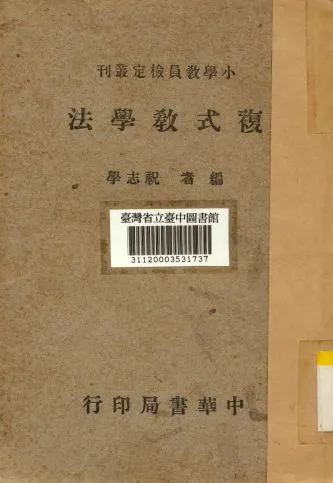 小學教員檢定叢刊
複式教學法
編者 祝志學
臺灣省立臺中圖書館
31120003531737
中華書局印行